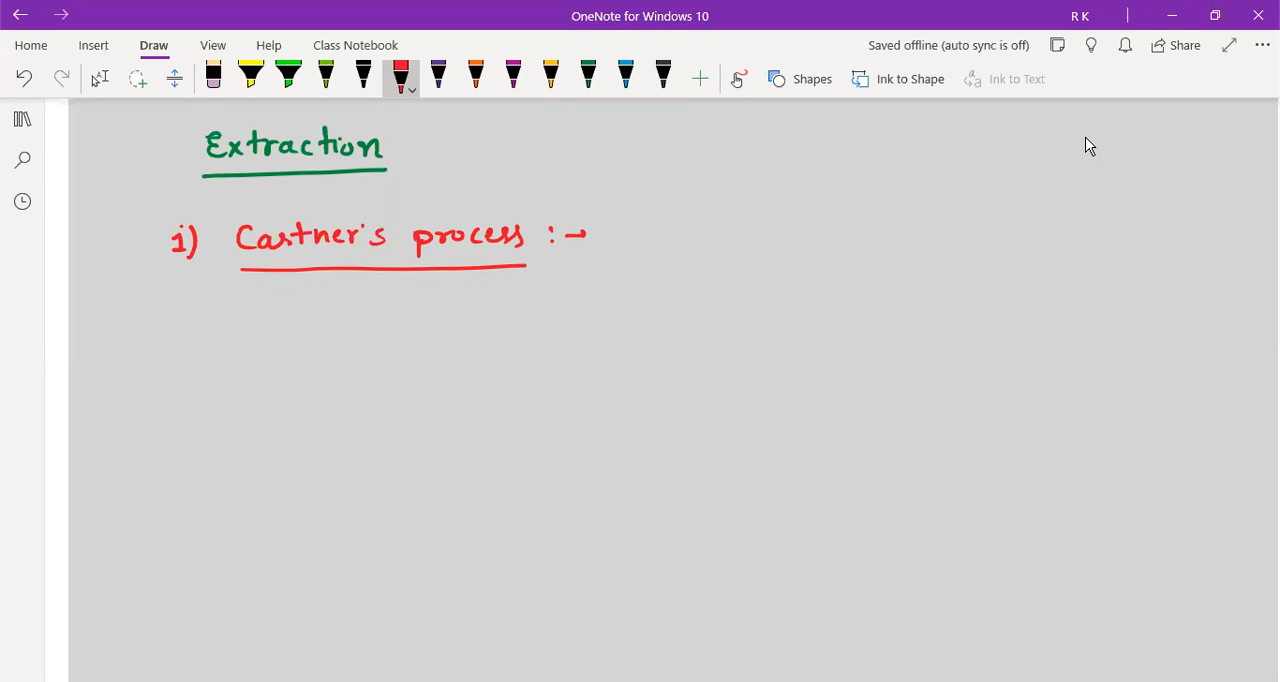 OneNote for Windows 10
R K
Home Insert Draw View Help Class Notebook
Saved offline (auto sync is off) Share
Shapes Ink to Shape Ink to Text
Extraction
1) Castner's process :→